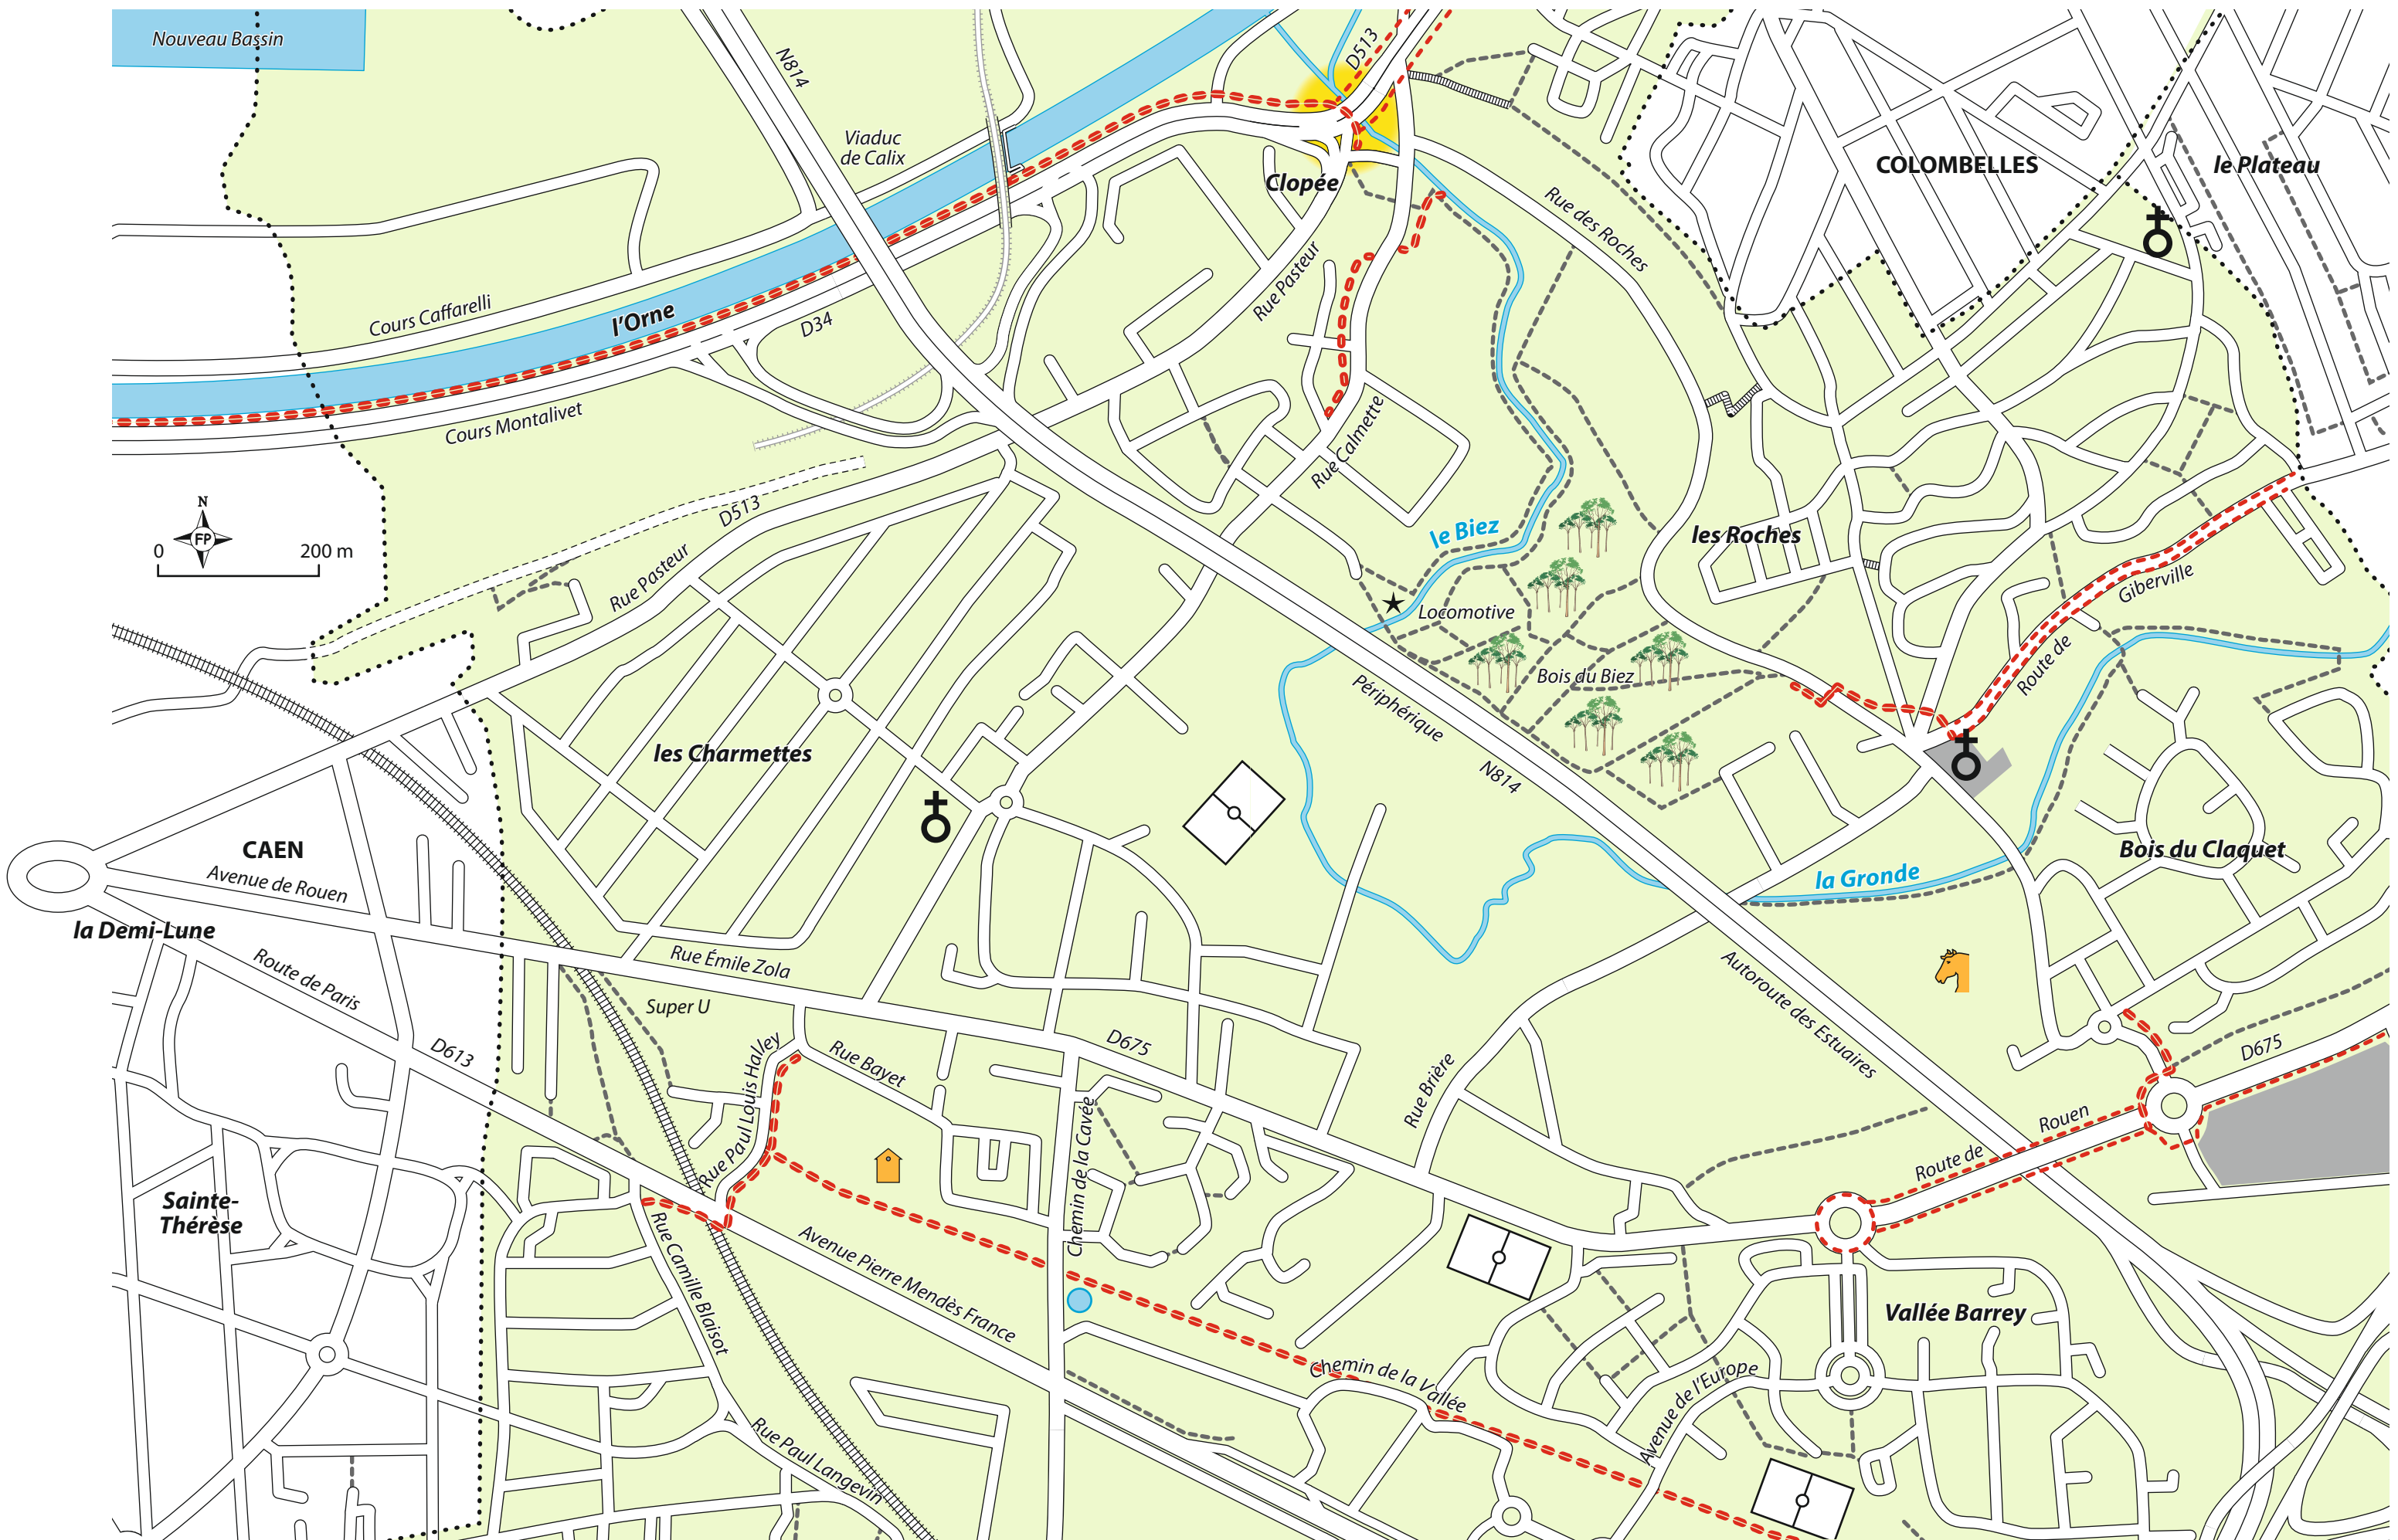 Nouveau Bassin
N814
D513
Viaduc
de Calix
Clopée
COLOMBELLES
le Plateau
Rue des Roches
Cours Caffarelli
l'Orne
D34
Rue Pasteur
Cours Montalivet
Rue Calmette
N
FP
0
200 m
D513
Rue Pasteur
le Biez
les Roches
Locomotive
Giberville
Route de
Bois du Biez
Périphérique
N814
les Charmettes
CAEN
Avenue de Rouen
la Demi-Lune
Bois du Claquet
la Gronde
Route de Paris
Rue Émile Zola
Super U
Autoroute des Estuaires
D613
D675
D675
Rue Paul Louis Halley
Rue Bayet
Rue Brière
Chemin de la Cavée
Rouen
Route de
Sainte-
Thérèse
Rue Camille Blaisot
Avenue Pierre Mendès France
Vallée Barrey
Chemin de la Vallée
Avenue de l'Europe
Rue Paul Langevin